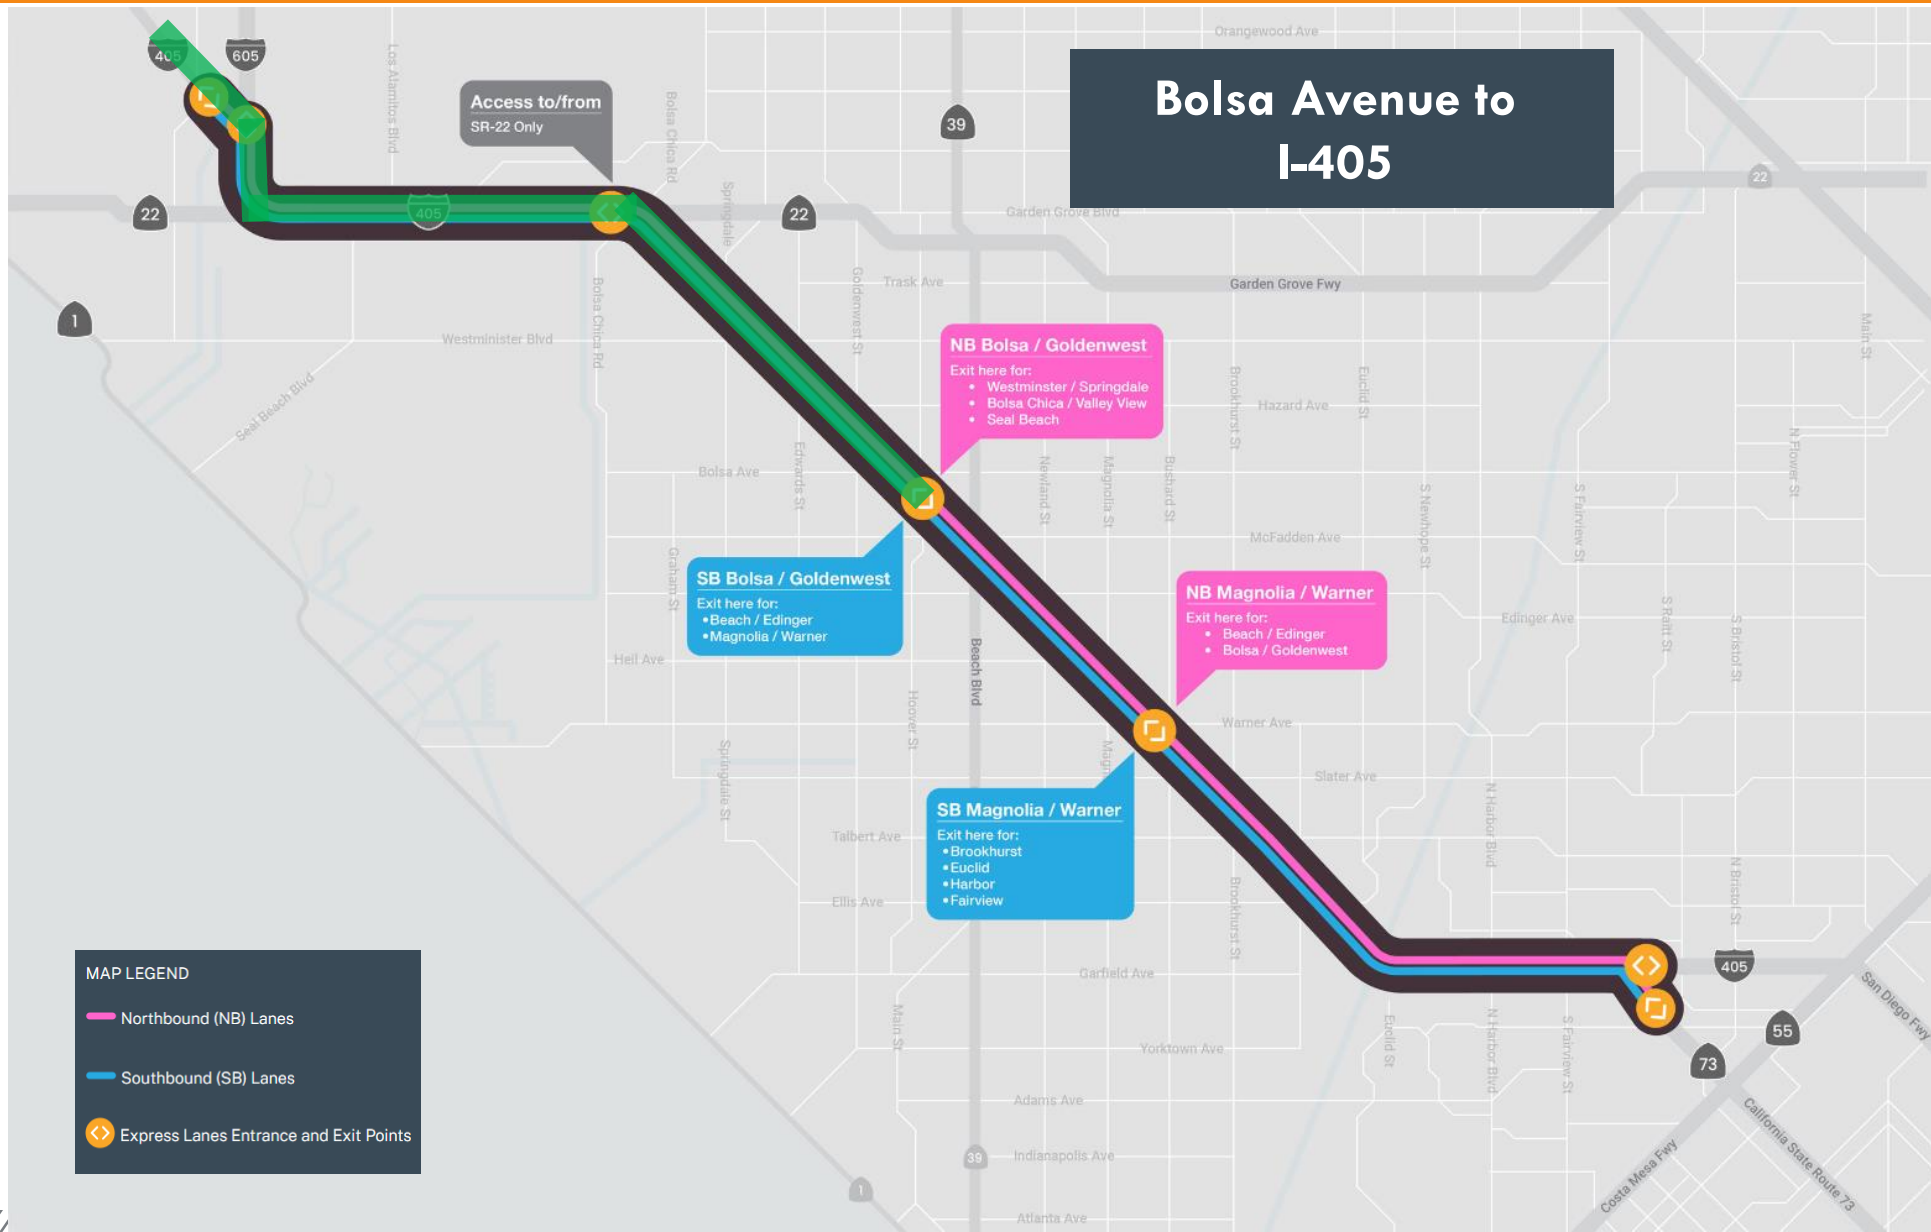 Bolsa Avenue to
I-405
405
605
Orangewood Ave
Los Alamitos Blvd
Access to/from
SR-22 Only
Bolsa Chica Rd
39
22
405
Springdale
22
Garden Grove Blvd
22
Goldenwest St
Trask Ave
Garden Grove Fwy
1
Westminister Blvd
Bolsa Chica Rd
Main St
NB Bolsa / Goldenwest
Exit here for:
• Westminster / Springdale
• Bolsa Chica / Valley View
• Seal Beach
Seal Beach Blvd
Brookhurst St
Euclid St
Hazard Ave
Bolsa Ave
Edwards St
Newland St
Magnolia St
Bushard St
S Newhope St
S Fairview St
N Flower St
McFadden Ave
Graham St
SB Bolsa / Goldenwest
Exit here for:
• Beach / Edinger
• Magnolia / Warner
NB Magnolia / Warner
Exit here for:
• Beach / Edinger
• Bolsa / Goldenwest
Edinger Ave
S Raitt St
S Bristol St
Heil Ave
Beach Blvd
Hoover St
Warner Ave
Springdale St
Slater Ave
N Harbor Blvd
SB Magnolia / Warner
Exit here for:
• Brookhurst
• Euclid
• Harbor
• Fairview
Talbert Ave
Ellis Ave
Brookhurst St
N Bristol St
Garfield Ave
405
San Diego Fwy
MAP LEGEND
Northbound (NB) Lanes
Southbound (SB) Lanes
Express Lanes Entrance and Exit Points
Main St
Yorktown Ave
Euclid St
N Harbor Blvd
S Fairview St
55
73
Adams Ave
California State Route 73
39
Indianapolis Ave
Costa Mesa Fwy
1
Atlanta Ave